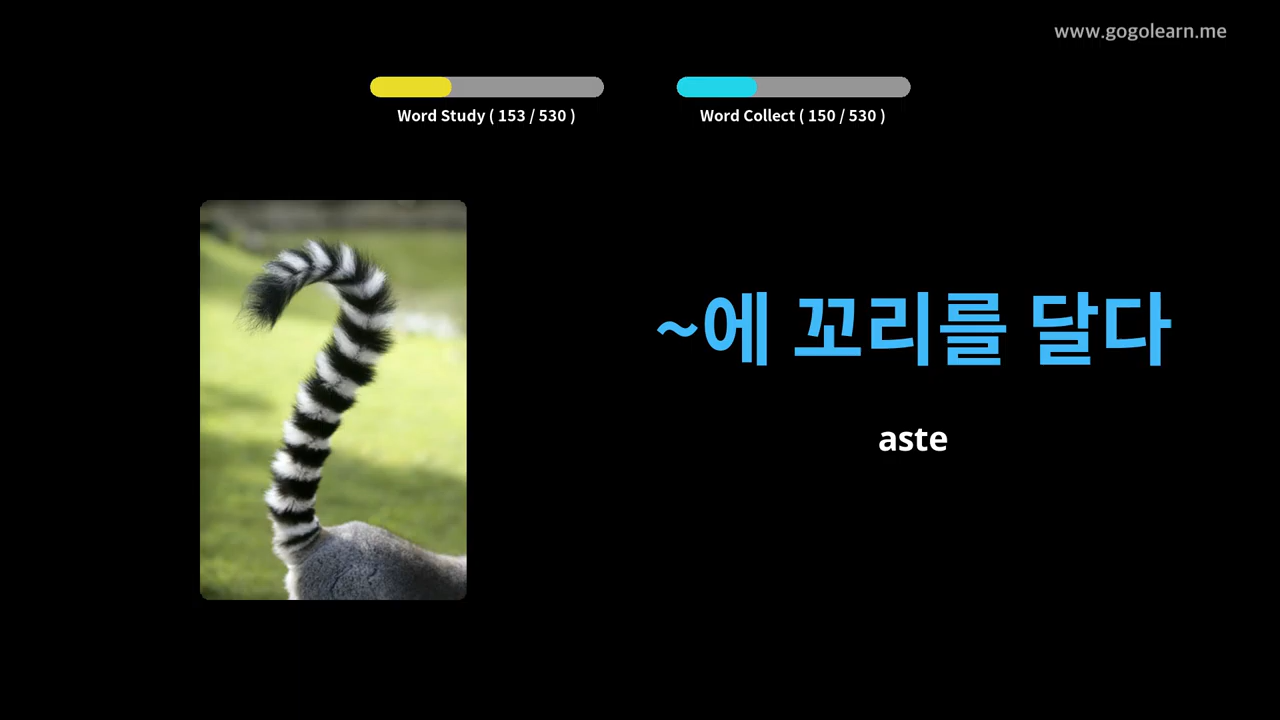 www.gogolearn.me
Word Study ( 153 / 530 )
Word Collect ( 150 / 530 )
~에 꼬리를 달다
aste